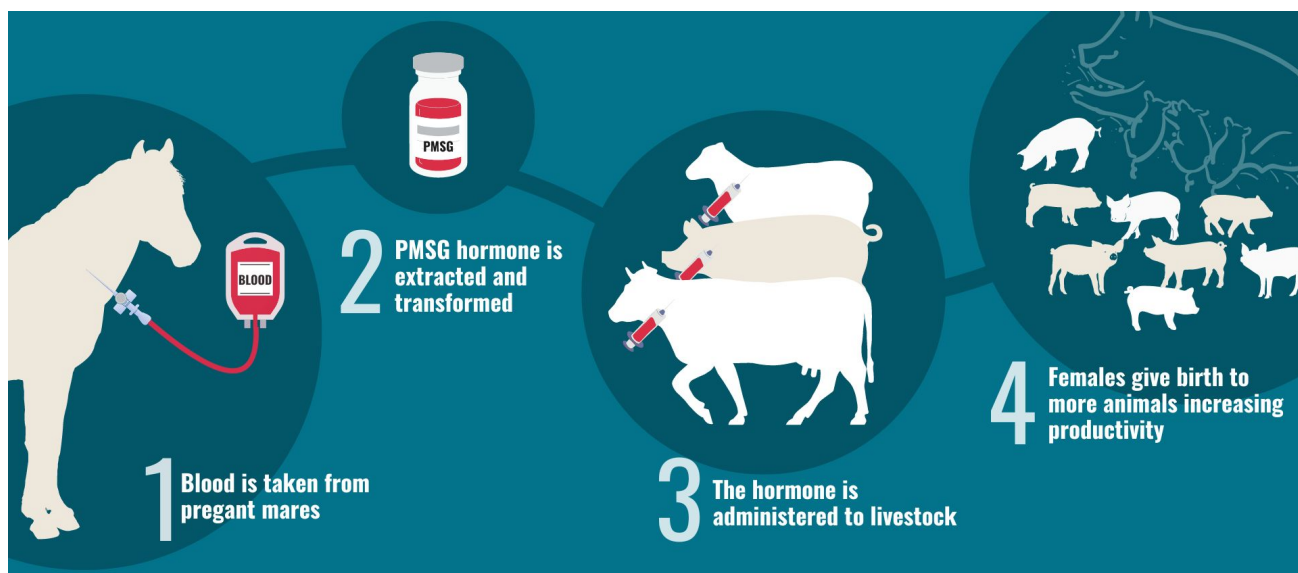 BLOOD
1
Blood is taken from
pregant mares
PMSG
2
PMSG hormone is
extracted and
transformed
3
The hormone is
administered to livestock
4
Females give birth to
more animals increasing
productivity